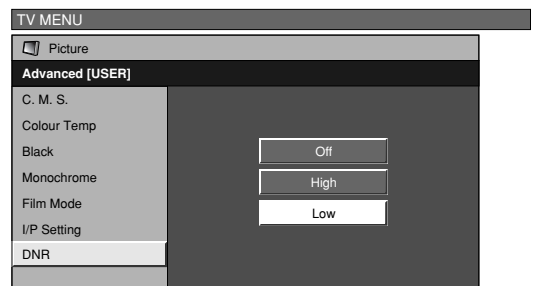 TV MENU
Picture
Advanced [USER]
C. M. S.
Colour Temp
Black
Monochrome
Film Mode
I/P Setting
DNR
Off
High
Low